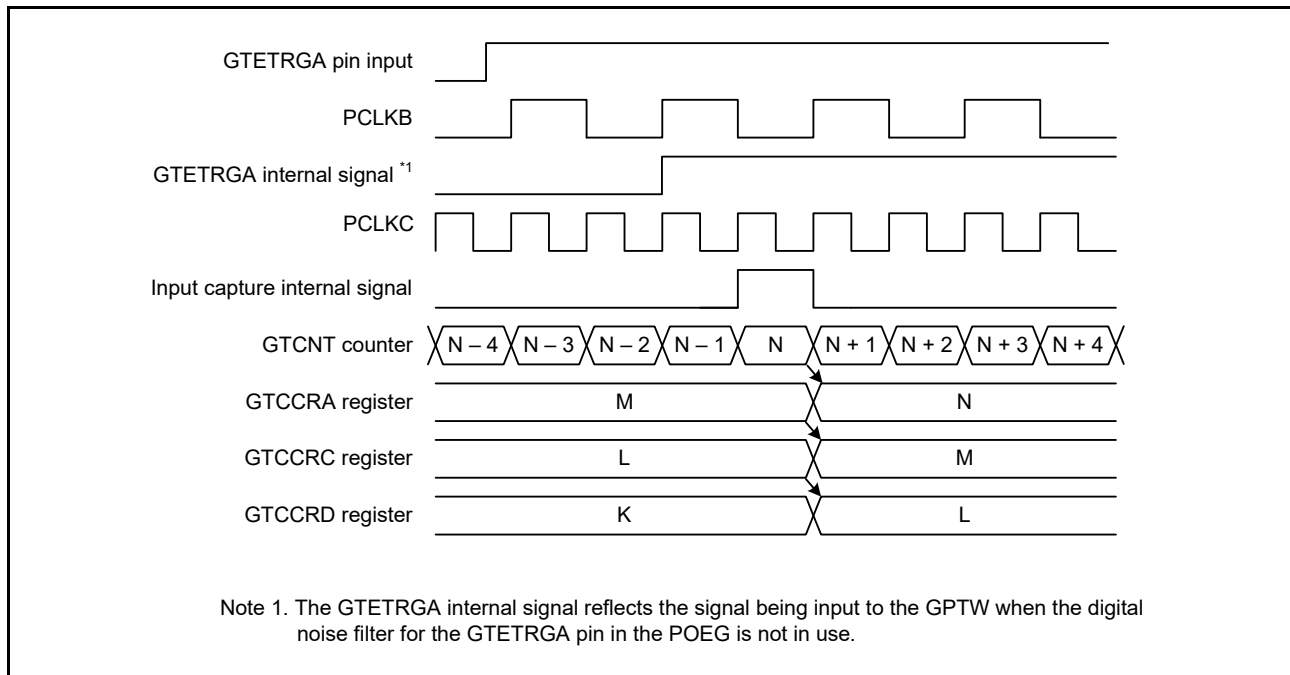 GTETRGA pin input
PCLKB
GTETRGA internal signal *1
PCLKC
Input capture internal signal
GTCNT counter N – 4 N – 3 N – 2 N – 1 N N + 1 N + 2 N + 3 N + 4
GTCCRA register M N
GTCCRC register L M
GTCCRD register K L
Note 1. The GTETRGA internal signal reflects the signal being input to the GPTW when the digital
noise filter for the GTETRGA pin in the POEG is not in use.